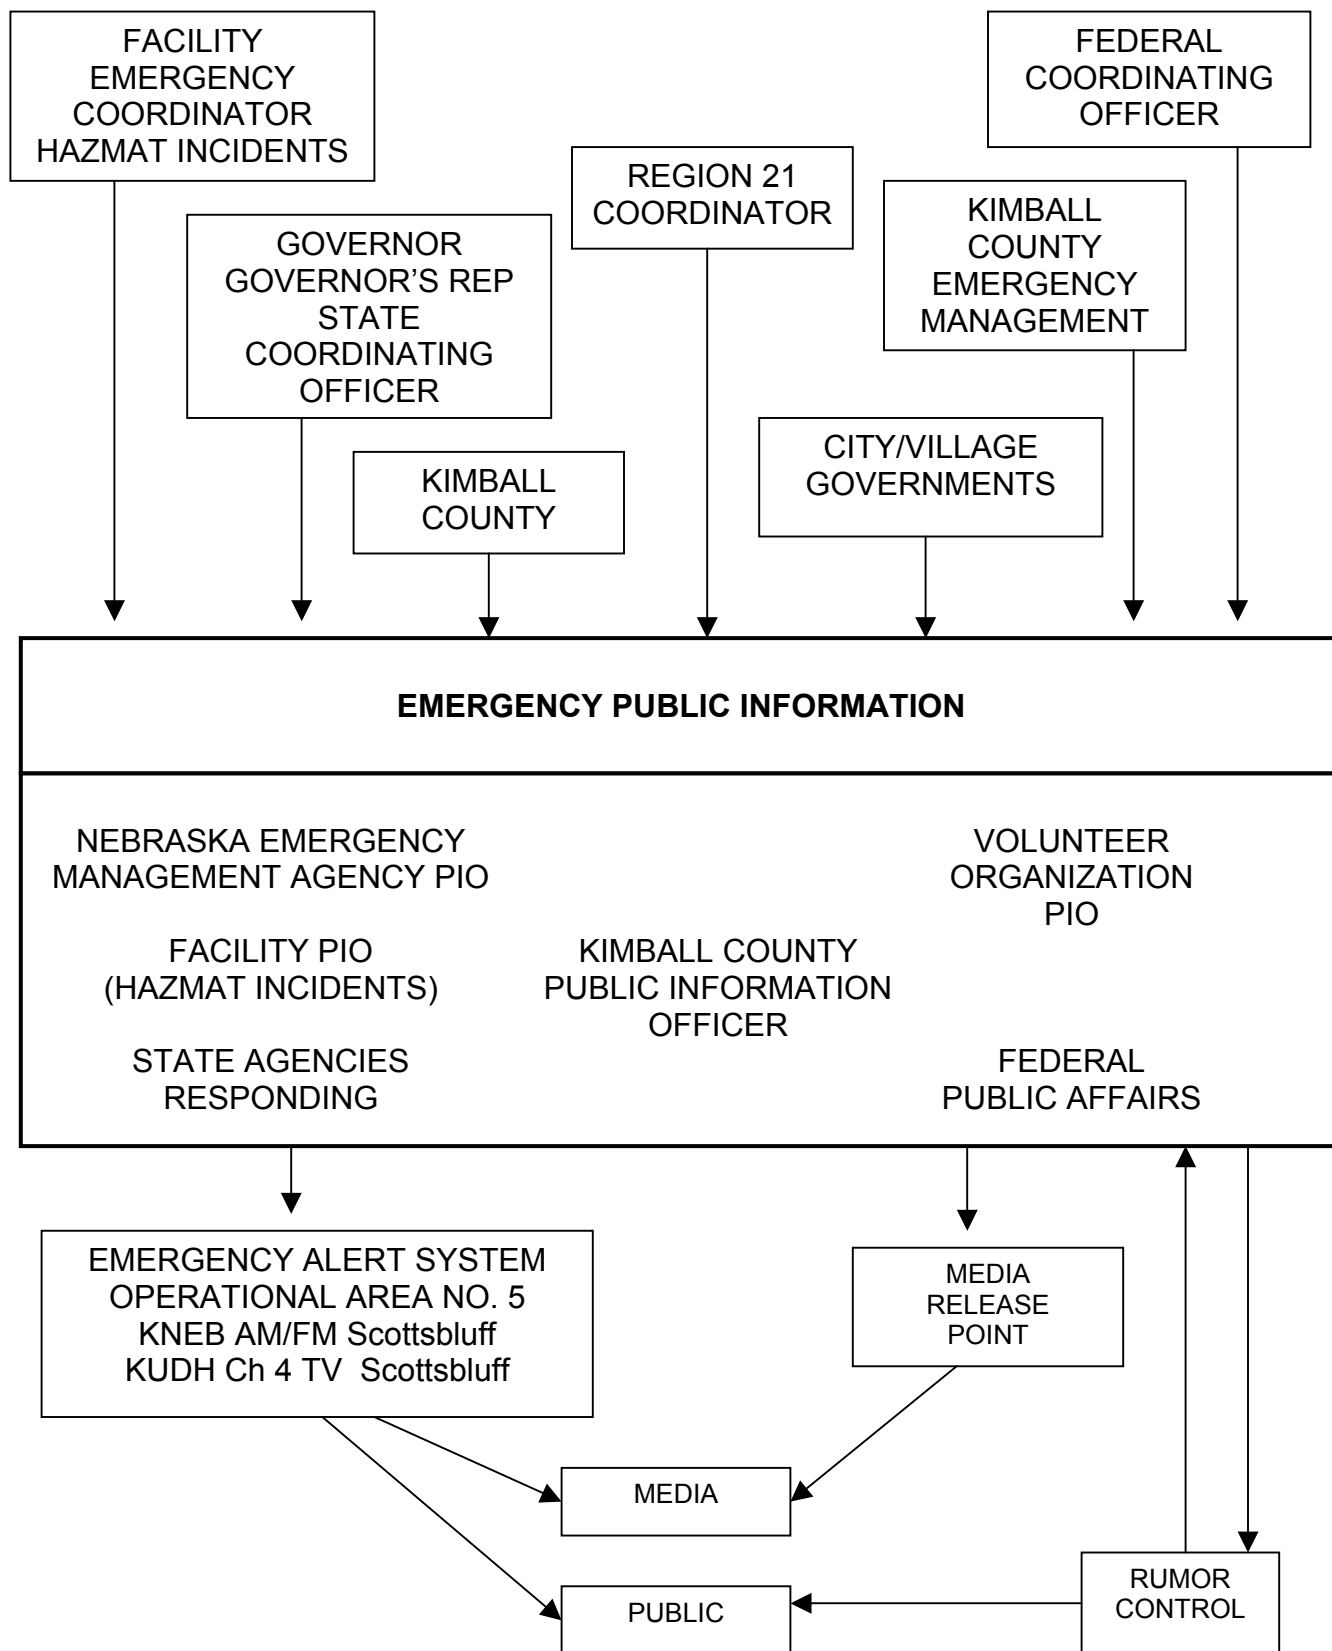 FACILITY
EMERGENCY
COORDINATOR
HAZMAT INCIDENTS
FEDERAL
COORDINATING
OFFICER
REGION 21
COORDINATOR
KIMBALL
COUNTY
EMERGENCY
MANAGEMENT
GOVERNOR
GOVERNOR’S REP
STATE
COORDINATING
OFFICER
KIMBALL
COUNTY
CITY/VILLAGE
GOVERNMENTS
EMERGENCY PUBLIC INFORMATION
NEBRASKA EMERGENCY
MANAGEMENT AGENCY PIO
VOLUNTEER
ORGANIZATION
PIO
FACILITY PIO
(HAZMAT INCIDENTS)
KIMBALL COUNTY
PUBLIC INFORMATION
OFFICER
STATE AGENCIES
RESPONDING
FEDERAL
PUBLIC AFFAIRS
EMERGENCY ALERT SYSTEM
OPERATIONAL AREA NO. 5
KNEB AM/FM Scottsbluff
KUDH Ch 4 TV  Scottsbluff
MEDIA
RELEASE
POINT
MEDIA
PUBLIC
RUMOR
CONTROL